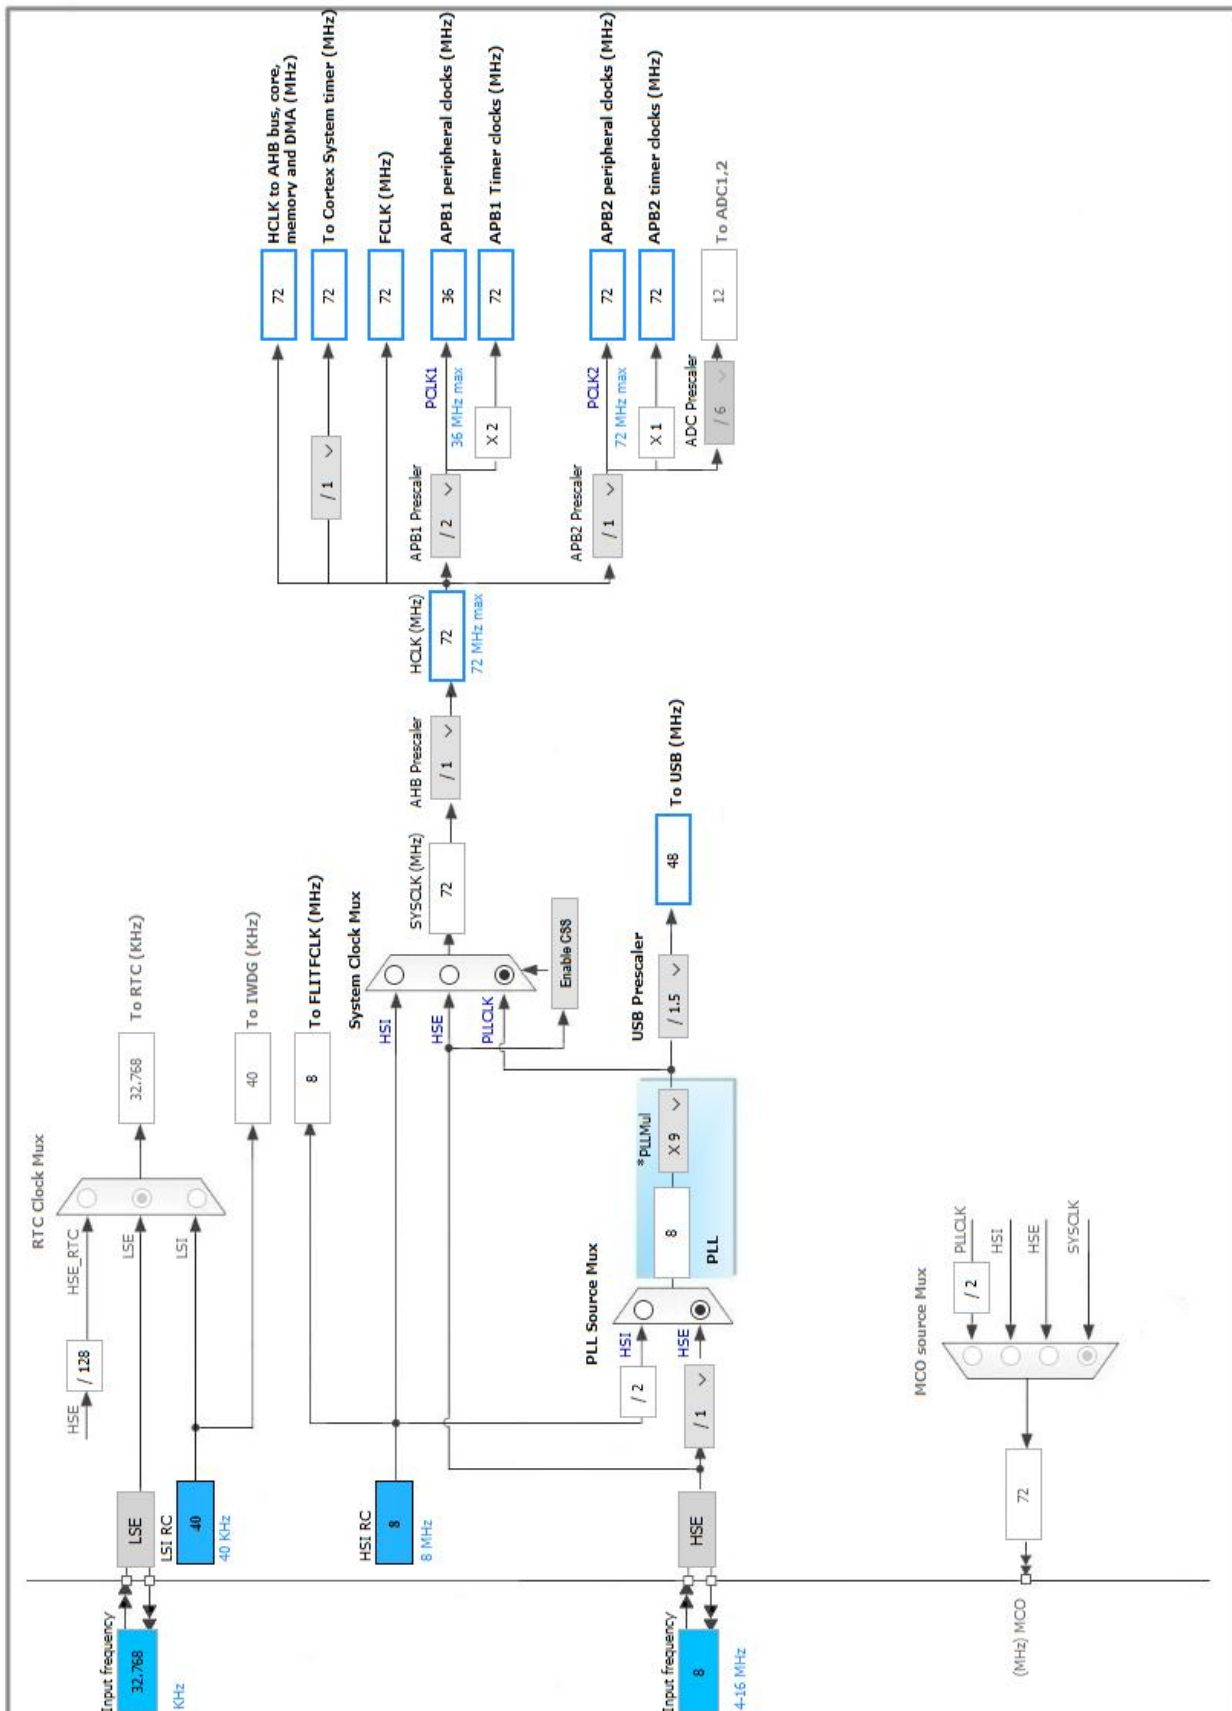 Input frequency
32.768
KHz
LSE
LSI RC
40
40 KHz
HSE
/ 128
HSE_RTC
LSE
LSI
RTC Clock Mux
32.768
To RTC (KHz)
40
To IWDG (KHz)
HSI RC
8
8 MHz
8
To FLITFCLK (MHz)
System Clock Mux
HSI
HSE
PLLCLK
Enable CSS
SYSCLK (MHz)
72
AHB Prescaler
/ 1
HCLK (MHz)
72
72 MHz max
/ 1
APB1 Prescaler
/ 2
PCLK1
36 MHz max
X 2
APB2 Prescaler
/ 1
PCLK2
72 MHz max
X 1
ADC Prescaler
/ 6
72
HCLK to AHB bus, core,
memory and DMA (MHz)
72
To Cortex System timer (MHz)
72
FCLK (MHz)
36
APB1 peripheral clocks (MHz)
72
APB1 Timer clocks (MHz)
72
APB2 peripheral clocks (MHz)
72
APB2 timer clocks (MHz)
12
To ADC1,2
Input frequency
8
4-16 MHz
HSE
/ 2
/ 1
PLL Source Mux
HSI
HSE
8
*PLLMul
X 9
PLL
USB Prescaler
/ 1.5
48
To USB (MHz)
(MHz) MCO
72
MCO source Mux
/ 2
PLLCLK
HSI
HSE
SYSCLK